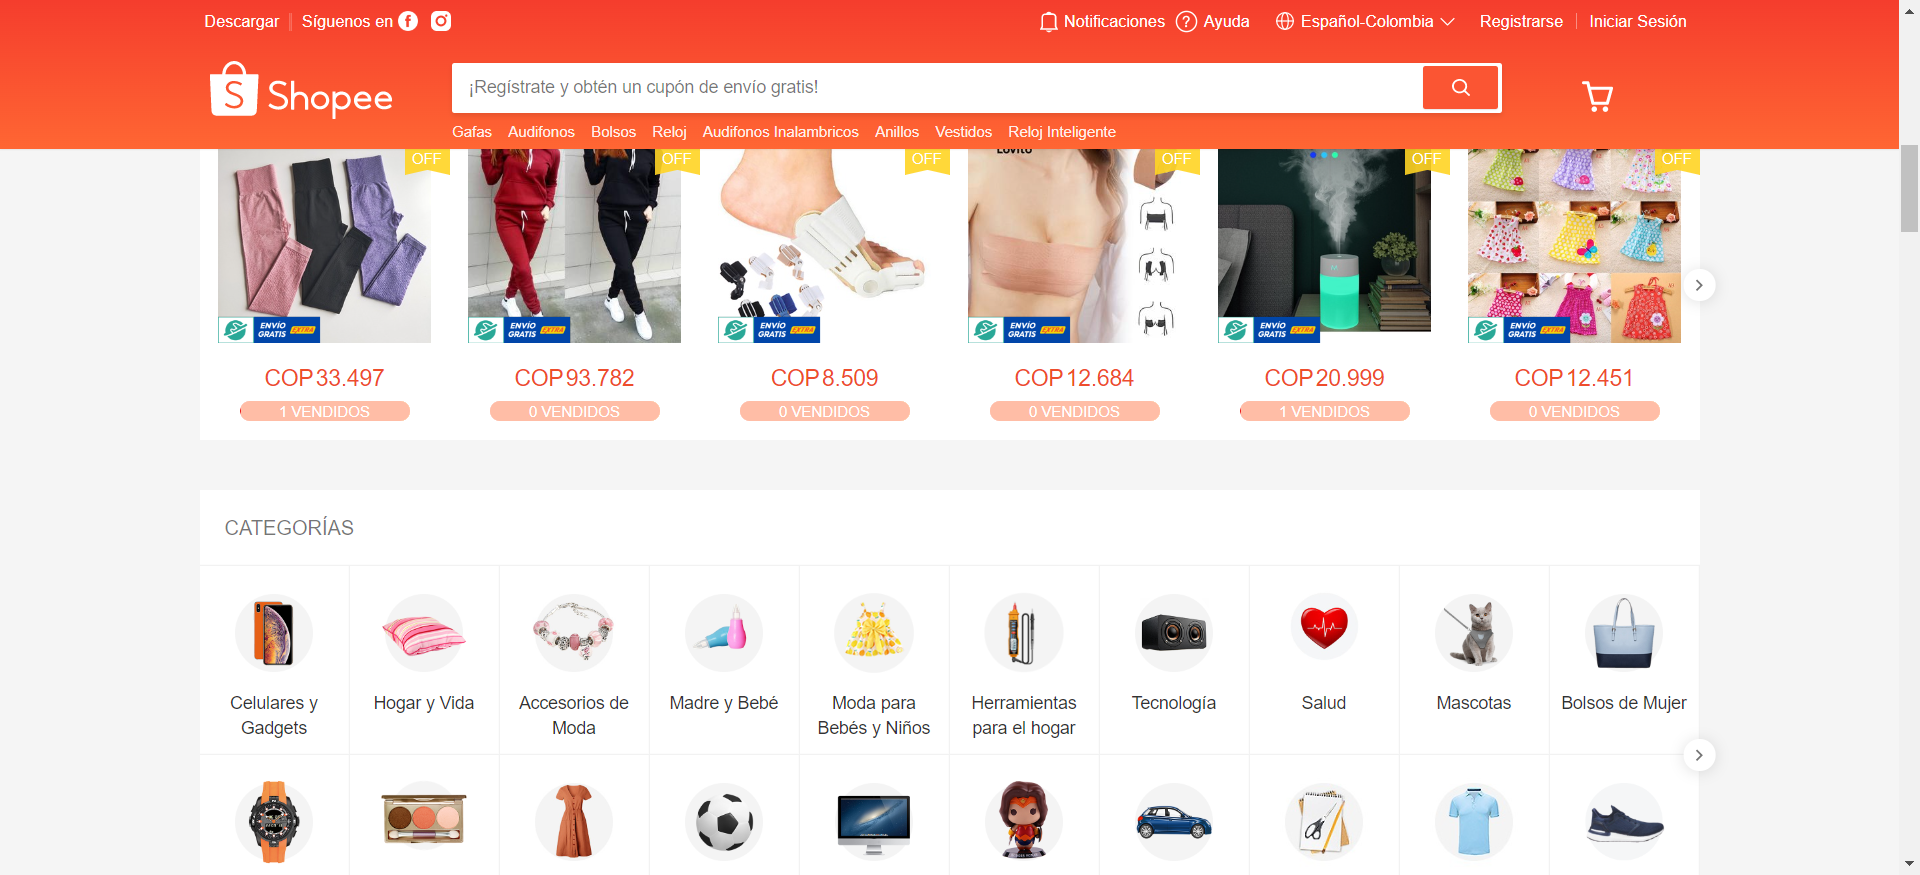 Descargar Síguenos en Notificaciones Ayuda Español-Colombia Registrarse Iniciar Sesión
Shopee
¡Regístrate y obtén un cupón de envío gratis!
Gafas Audifonos Bolsos Reloj Audifonos Inalambricos Anillos Vestidos Reloj Inteligente
OFF OFF OFF OFF OFF OFF
ENVÍO GRATIS EXTRA
ENVÍO GRATIS EXTRA
ENVÍO GRATIS EXTRA
ENVÍO GRATIS EXTRA
ENVÍO GRATIS EXTRA
ENVÍO GRATIS EXTRA
COP 33.497 COP 93.782 COP 8.509 COP 12.684 COP 20.999 COP 12.451
1 VENDIDOS 0 VENDIDOS 0 VENDIDOS 0 VENDIDOS 1 VENDIDOS 0 VENDIDOS
CATEGORÍAS
Celulares y Gadgets
Hogar y Vida
Accesorios de Moda
Madre y Bebé
Moda para Bebés y Niños
Herramientas para el hogar
Tecnología
Salud
Mascotas
Bolsos de Mujer